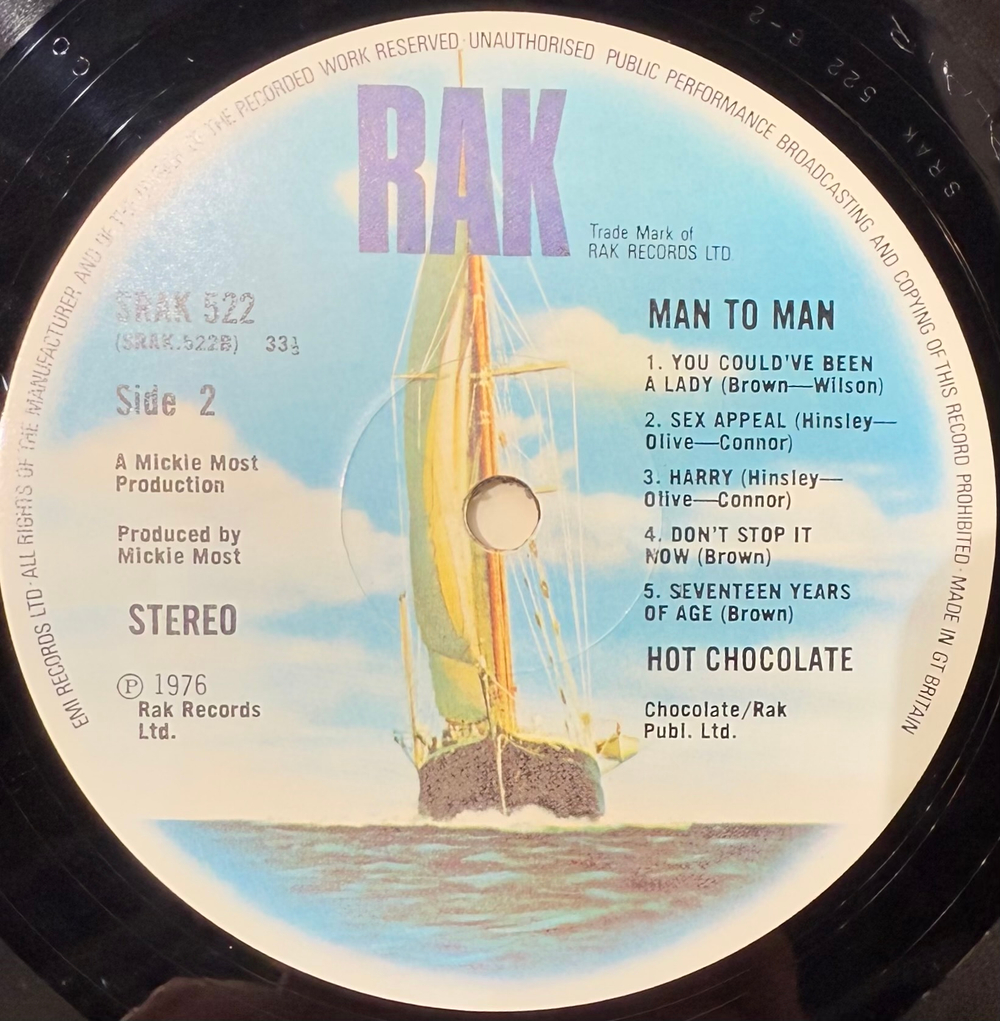 EMI RECORDS LTD · ALL RIGHTS OF THE MANUFACTURER AND OF THE OWNER OF THE RECORDED WORK RESERVED · UNAUTHORISED PUBLIC PERFORMANCE BROADCASTING AND COPYING OF THIS RECORD PROHIBITED · MADE IN GT BRITAIN
RAK
Trade Mark of
RAK RECORDS LTD
SRAK 522
(SRAK.522B) 33⅓
Side 2
A Mickie Most
Production
Produced by
Mickie Most
STEREO
Ⓟ 1976
Rak Records
Ltd.
MAN TO MAN
1. YOU COULD'VE BEEN
A LADY (Brown—Wilson)
2. SEX APPEAL (Hinsley—
Olive—Connor)
3. HARRY (Hinsley—
Olive—Connor)
4. DON'T STOP IT
NOW (Brown)
5. SEVENTEEN YEARS
OF AGE (Brown)
HOT CHOCOLATE
Chocolate/Rak
Publ. Ltd.
SRAK 522